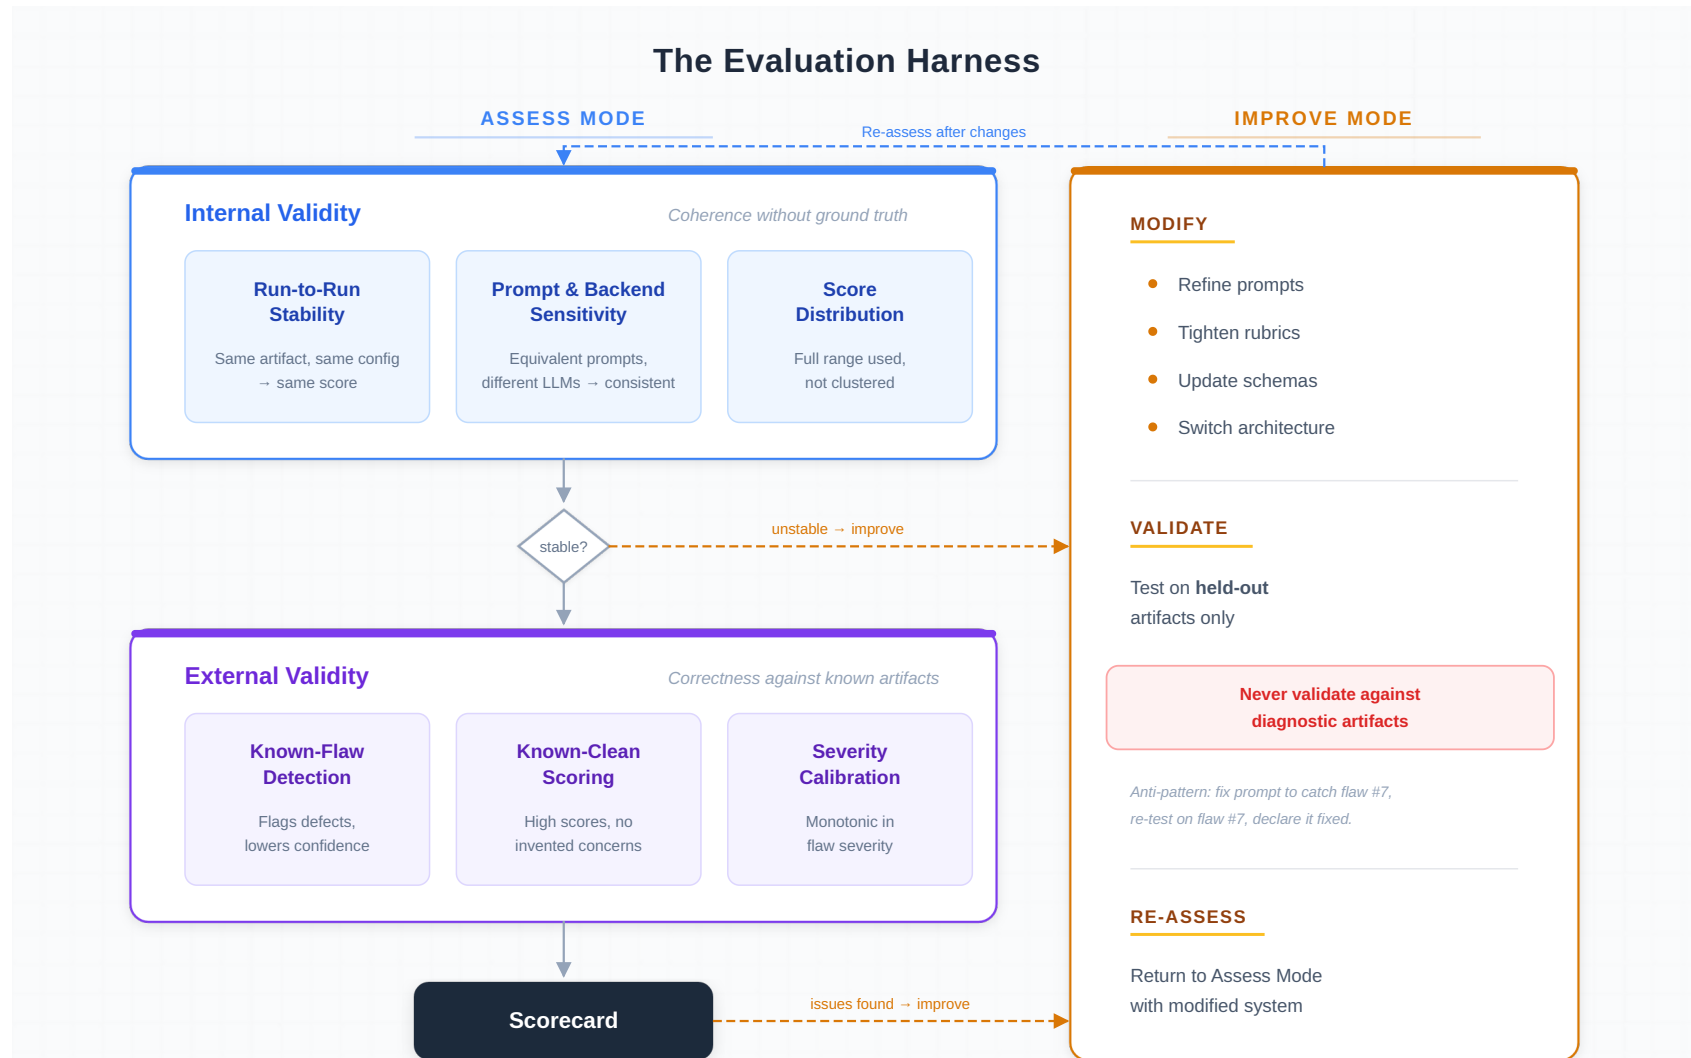 The Evaluation Harness
ASSESS MODE
IMPROVE MODE
Re-assess after changes
Internal Validity
Coherence without ground truth
Run-to-Run
Stability
Same artifact, same config
→ same score
Prompt & Backend
Sensitivity
Equivalent prompts,
different LLMs → consistent
Score
Distribution
Full range used,
not clustered
stable?
unstable → improve
External Validity
Correctness against known artifacts
Known-Flaw
Detection
Flags defects,
lowers confidence
Known-Clean
Scoring
High scores, no
invented concerns
Severity
Calibration
Monotonic in
flaw severity
Scorecard
issues found → improve
MODIFY
Refine prompts
Tighten rubrics
Update schemas
Switch architecture
VALIDATE
Test on held-out
artifacts only
Never validate against
diagnostic artifacts
Anti-pattern: fix prompt to catch flaw #7,
re-test on flaw #7, declare it fixed.
RE-ASSESS
Return to Assess Mode
with modified system